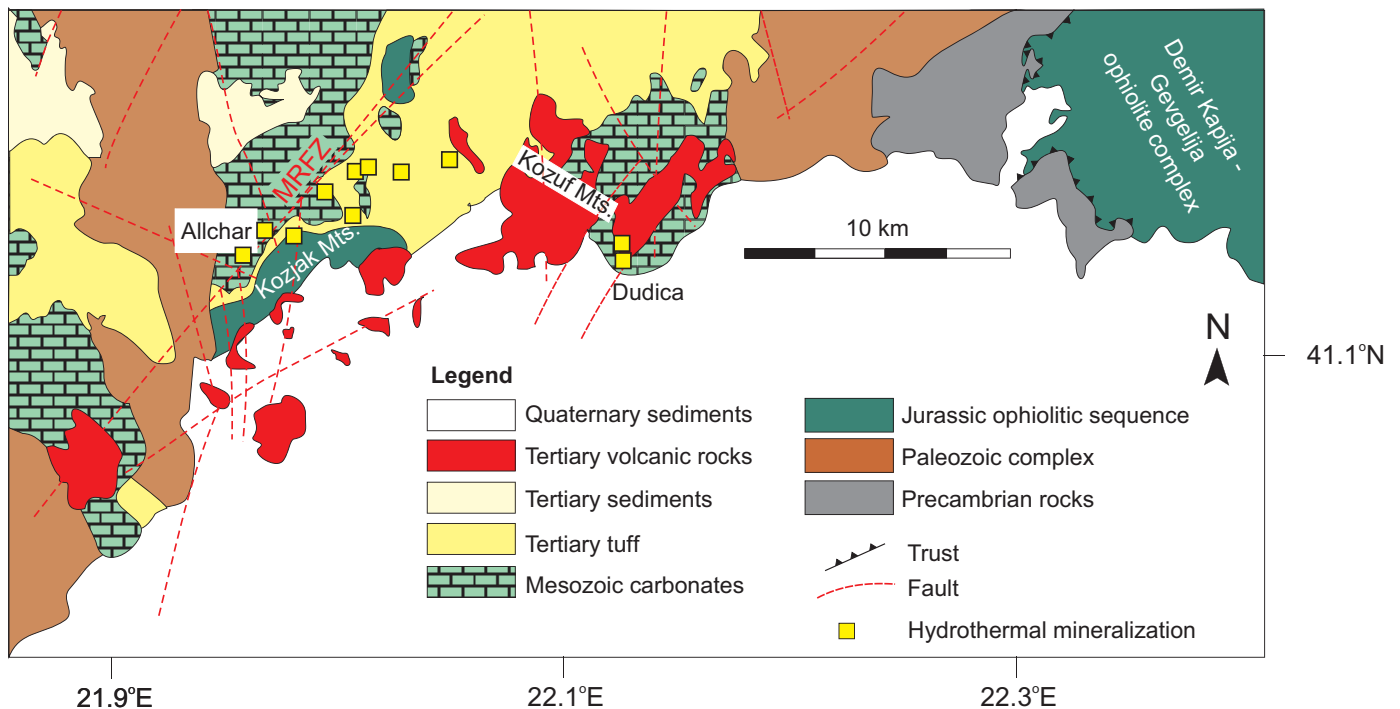 Demir Kapija -
Gevgelija
ophiolite complex
MRFZ
Kozuf Mts.
Allchar
Kozjak Mts.
10 km
Dudica
N
41.1°N
Legend
Quaternary sediments
Tertiary volcanic rocks
Tertiary sediments
Tertiary tuff
Mesozoic carbonates
Jurassic ophiolitic sequence
Paleozoic complex
Precambrian rocks
Trust
Fault
Hydrothermal mineralization
21.9°E
22.1°E
22.3°E